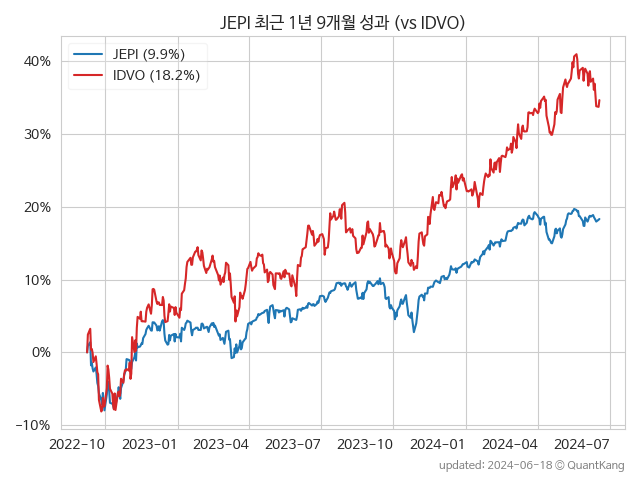 JEPI 최근 1년 9개월 성과 (vs IDVO)
JEPI (9.9%)
IDVO (18.2%)
40%
30%
20%
10%
0%
−10%
2022−10 2023−01 2023−04 2023−07 2023−10 2024−01 2024−04 2024−07
updated: 2024-06-18 © QuantKang